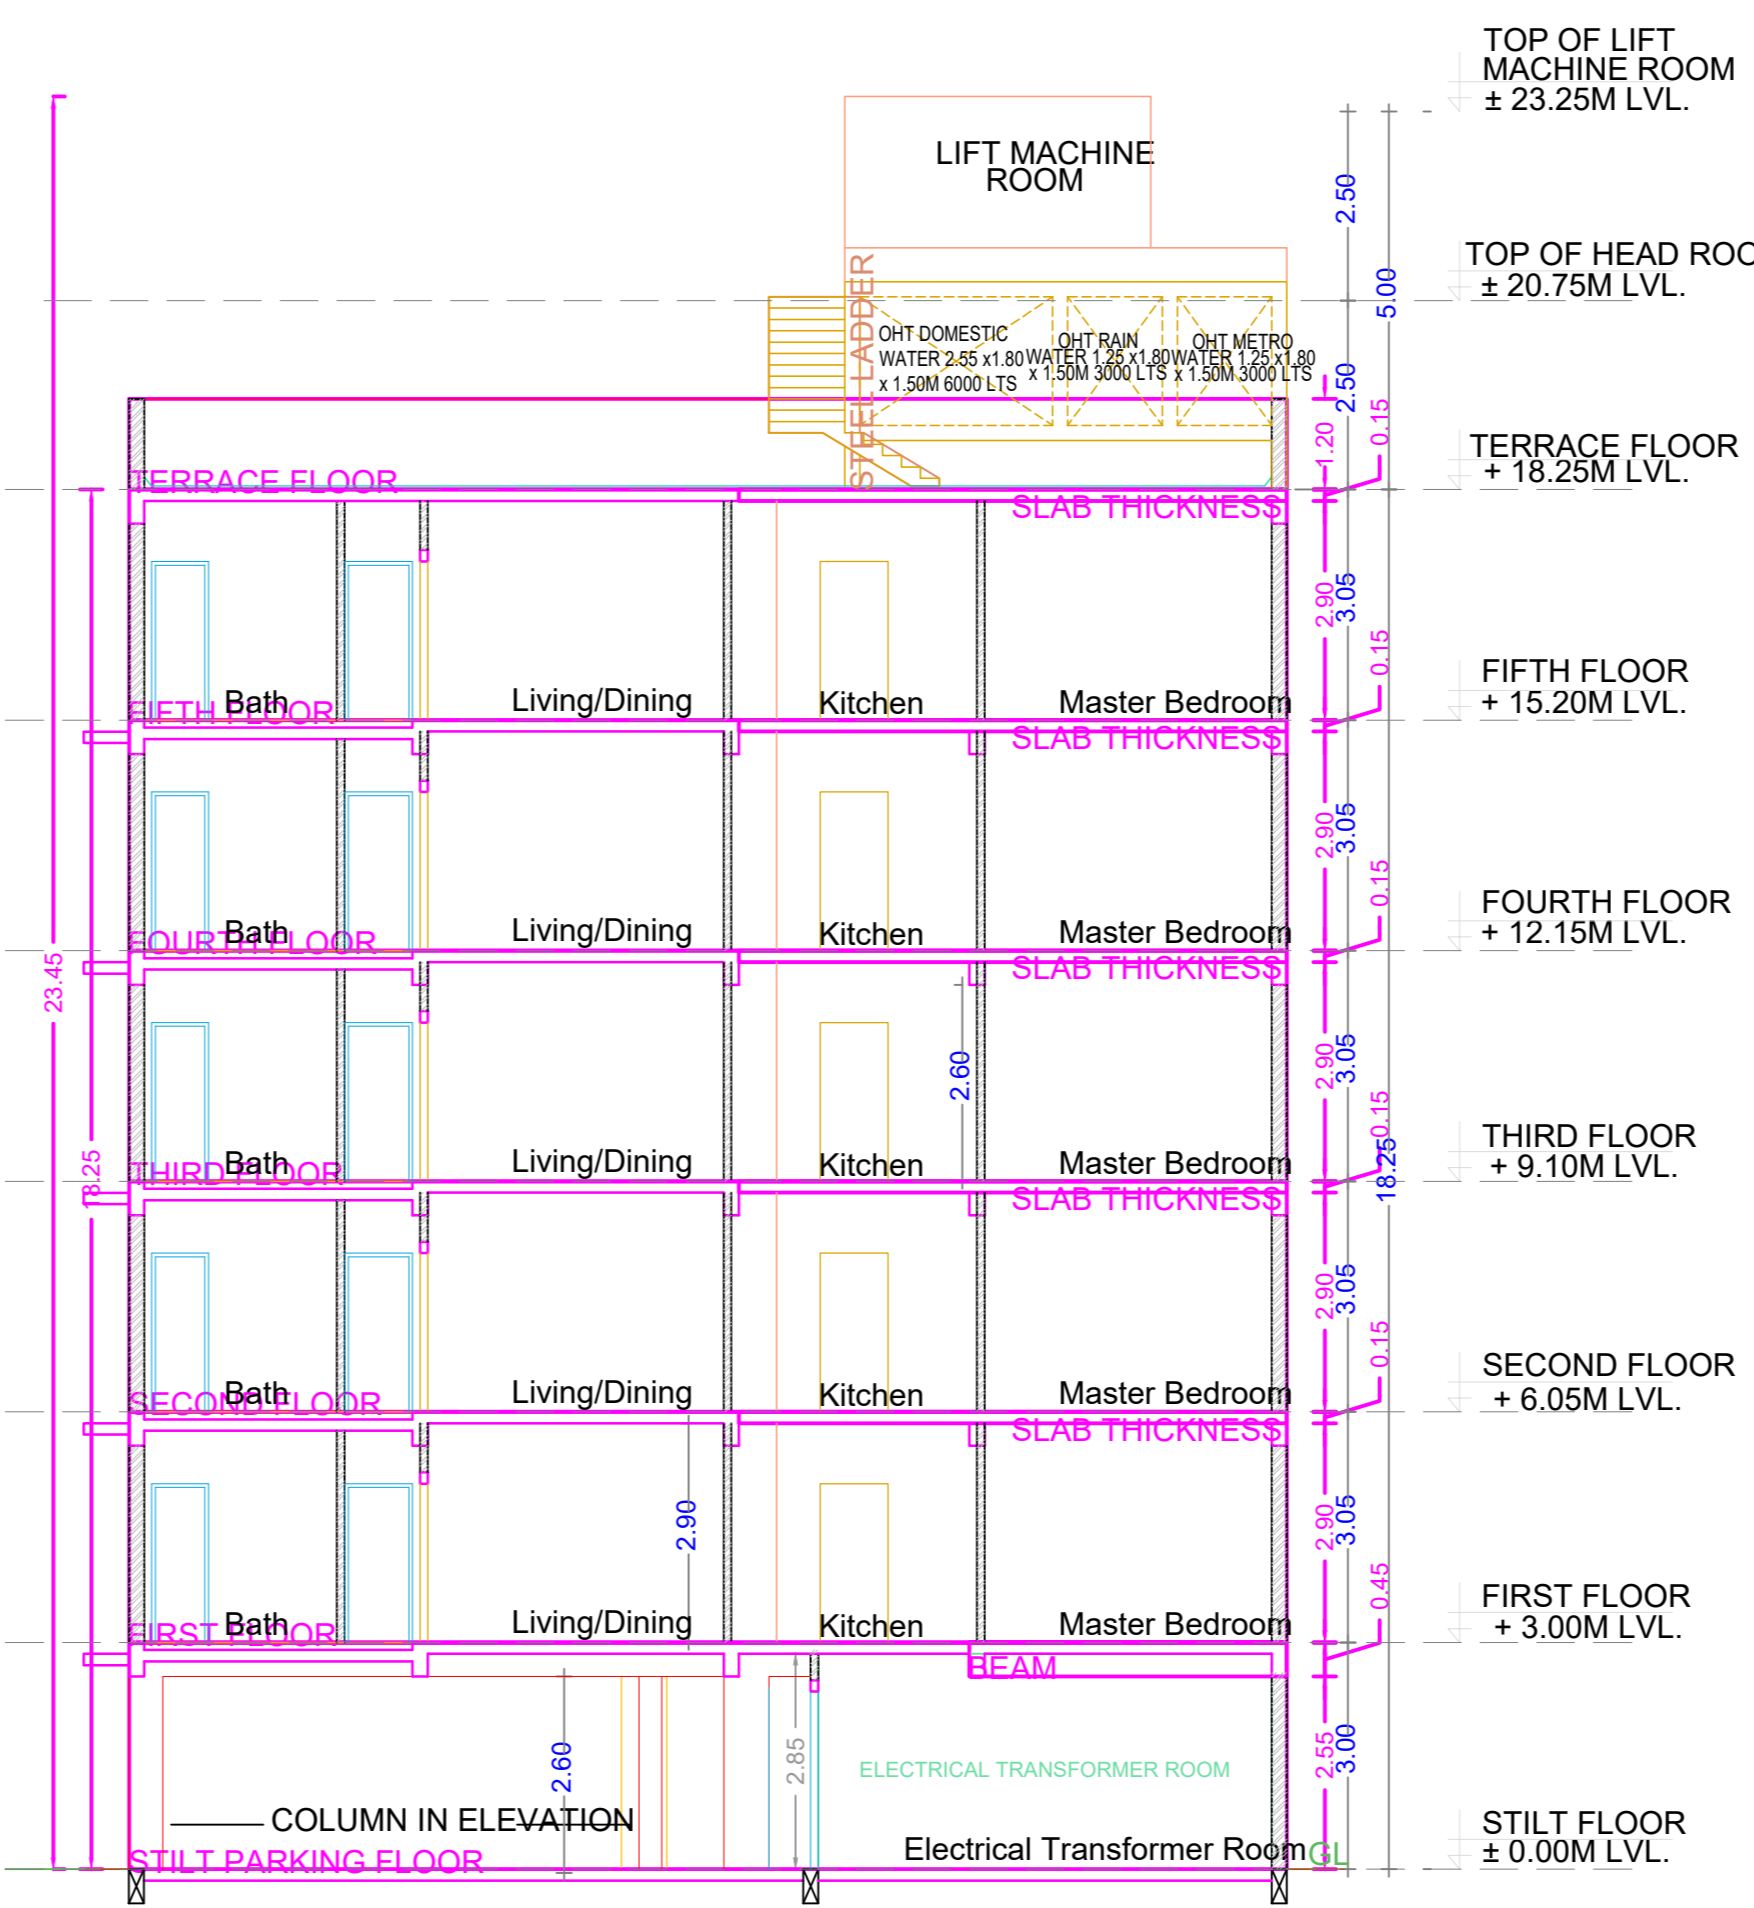 TOP OF LIFT
MACHINE ROOM
± 23.25M LVL.
LIFT MACHINE
ROOM
2.50
TOP OF HEAD ROO
± 20.75M LVL.
5.00
STEEL LADDER
OHT DOMESTIC
WATER 2.55 x1.80
x 1.50M 6000 LTS
OHT RAIN
WATER 1.25 x1.80
x 1.50M 3000 LTS
OHT METRO
WATER 1.25 x1.80
x 1.50M 3000 LTS
2.50
1.20
0.15
TERRACE FLOOR
+ 18.25M LVL.
TERRACE FLOOR
SLAB THICKNESS
2.90
3.05
0.15
FIFTH FLOOR
+ 15.20M LVL.
Bath
Living/Dining
Kitchen
Master Bedroom
FIFTH FLOOR
SLAB THICKNESS
2.90
3.05
0.15
FOURTH FLOOR
+ 12.15M LVL.
Bath
Living/Dining
Kitchen
Master Bedroom
FOURTH FLOOR
SLAB THICKNESS
23.45
2.60
2.90
3.05
0.15
18.25
18.25
THIRD FLOOR
+ 9.10M LVL.
Bath
Living/Dining
Kitchen
Master Bedroom
THIRD FLOOR
SLAB THICKNESS
2.90
3.05
0.15
SECOND FLOOR
+ 6.05M LVL.
Bath
Living/Dining
Kitchen
Master Bedroom
SECOND FLOOR
SLAB THICKNESS
2.90
2.90
3.05
0.45
FIRST FLOOR
+ 3.00M LVL.
Bath
Living/Dining
Kitchen
Master Bedroom
FIRST FLOOR
BEAM
2.60
2.85
ELECTRICAL TRANSFORMER ROOM
2.55
3.00
COLUMN IN ELEVATION
STILT FLOOR
± 0.00M LVL.
Electrical Transformer Room
GL
STILT PARKING FLOOR